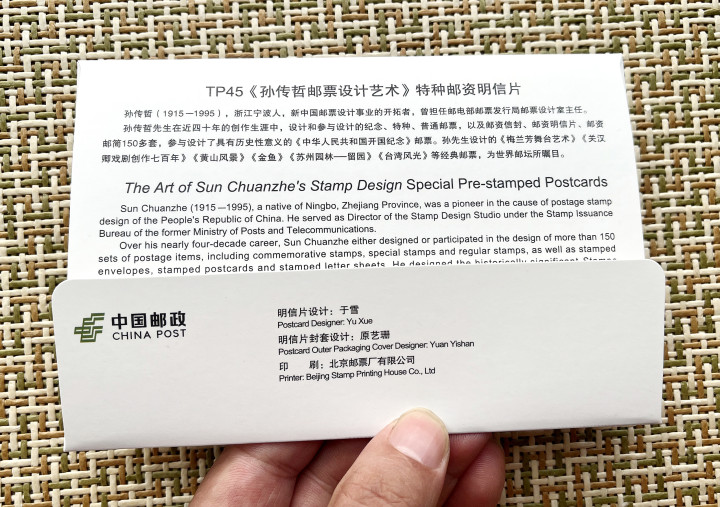 TP45《孙传哲邮票设计艺术》特种邮资明信片
孙传哲（1915—1995），浙江宁波人，新中国邮票设计事业的开拓者，曾担任邮电部邮票发行局邮票设计室主任。
孙传哲先生在近四十年的创作生涯中，设计和参与设计的纪念、特种、普通邮票，以及邮资信封、邮资明信片、邮资
邮简150多套，参与设计了具有历史性意义的《中华人民共和国开国纪念》邮票。孙先生设计的《梅兰芳舞台艺术》《关汉
卿戏剧创作七百年》《黄山风景》《金鱼》《苏州园林—留园》《台湾风光》等经典邮票，为世界邮坛所瞩目。
The Art of Sun Chuanzhe's Stamp Design Special Pre-stamped Postcards
Sun Chuanzhe (1915—1995), a native of Ningbo, Zhejiang Province, was a pioneer in the cause of postage stamp
design of the People's Republic of China. He served as Director of the Stamp Design Studio under the Stamp Issuance
Bureau of the former Ministry of Posts and Telecommunications.
Over his nearly four-decade career, Sun Chuanzhe either designed or participated in the design of more than 150
sets of postage items, including commemorative stamps, special stamps and regular stamps, as well as stamped
envelopes, stamped postcards and stamped letter sheets. He designed the historically significant Stamps
中国邮政
CHINA POST
明信片设计：于雪
Postcard Designer: Yu Xue
明信片封套设计：原艺珊
Postcard Outer Packaging Cover Designer: Yuan Yishan
印 刷：北京邮票厂有限公司
Printer: Beijing Stamp Printing House Co., Ltd